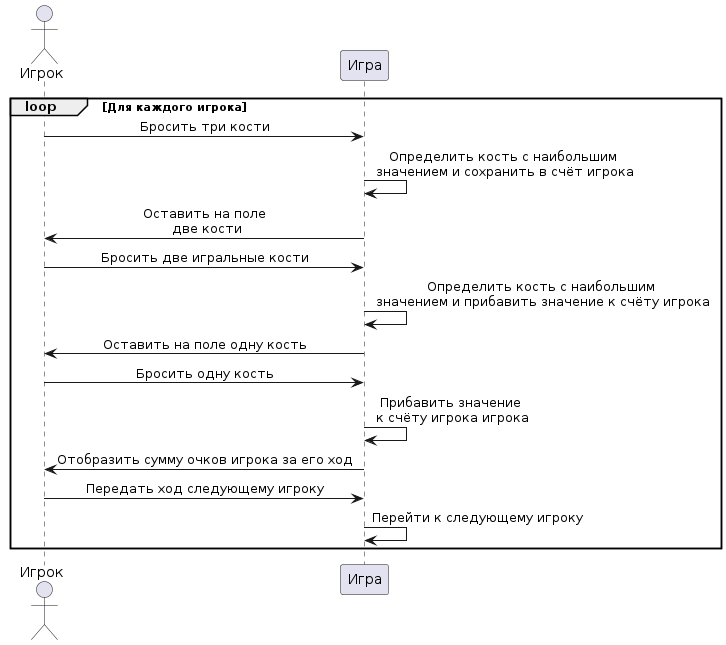 Игрок
Игра
loop [Для каждого игрока]
Бросить три кости
Определить кость с наибольшим
значением и сохранить в счёт игрока
Оставить на поле
две кости
Бросить две игральные кости
Определить кость с наибольшим
значением и прибавить значение к счёту игрока
Оставить на поле одну кость
Бросить одну кость
Прибавить значение
к счёту игрока игрока
Отобразить сумму очков игрока за его ход
Передать ход следующему игроку
Перейти к следующему игроку
Игрок
Игра